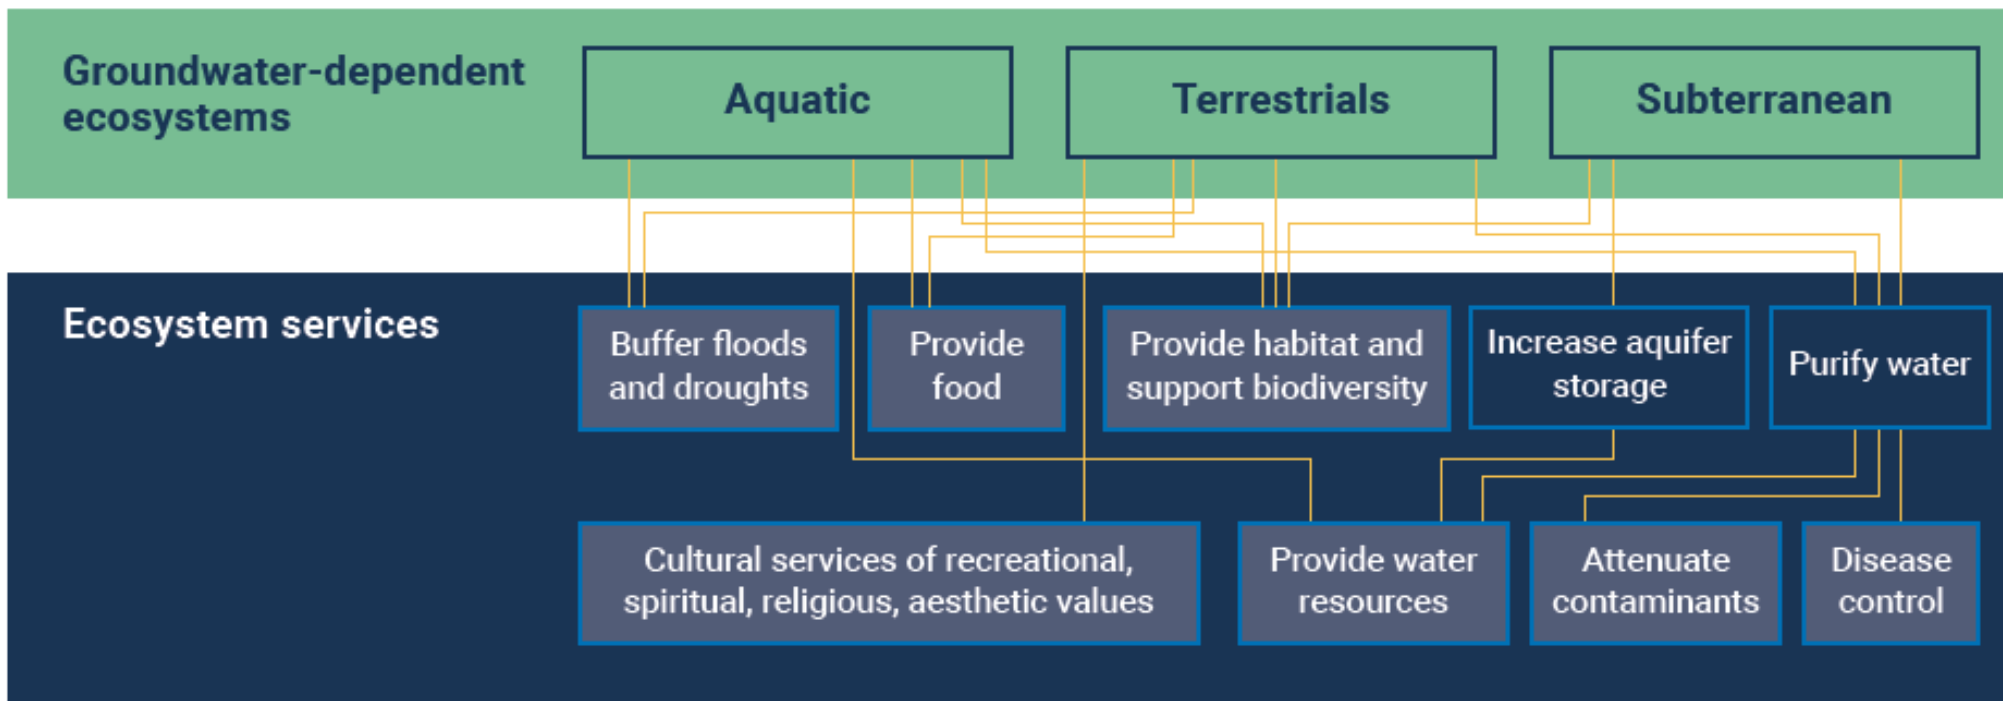 Groundwater-dependent
ecosystems
Aquatic
Terrestrials
Subterranean
Ecosystem services
Buffer floods
and droughts
Provide
food
Provide habitat and
support biodiversity
Increase aquifer
storage
Purify water
Cultural services of recreational,
spiritual, religious, aesthetic values
Provide water
resources
Attenuate
contaminants
Disease
control